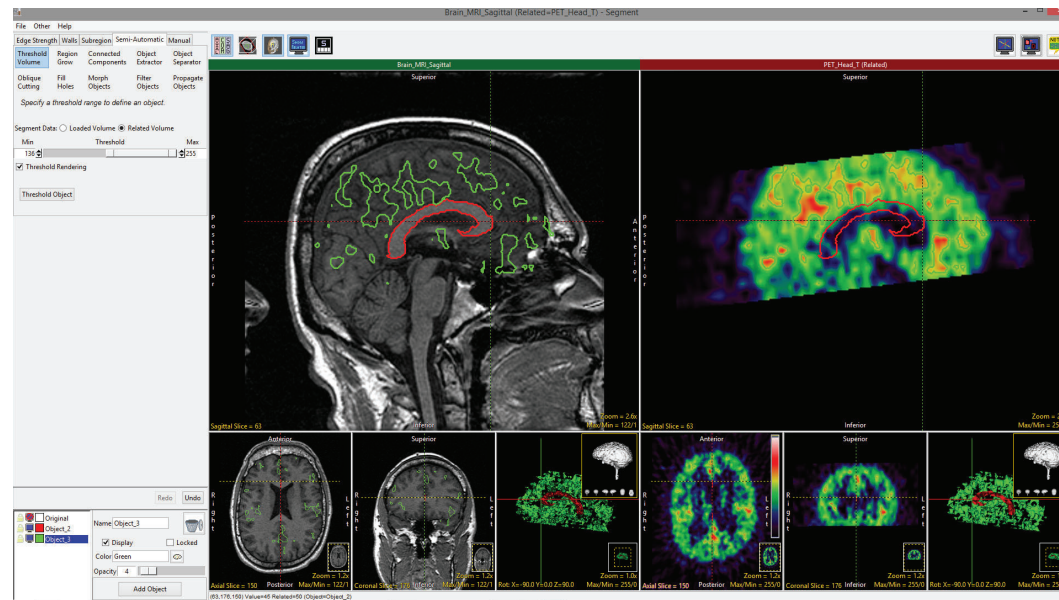 Brain_MRI_Sagittal (Related=PET_Head_T) - Segment
File Other Help
Edge Strength Walls Subregion Semi-Automatic Manual
Threshold Volume Region Grow Connected Components Object Extractor Object Separator
Oblique Cutting Fill Holes Morph Objects Filter Objects Propagate Objects
Specify a threshold range to define an object.
Segment Data: Loaded Volume Related Volume
Min Threshold Max
136 255
Threshold Rendering
Threshold Object
Redo Undo
Original
Object_2
Object_3
Name Object_3
Display Locked
Color Green
Opacity 4
Add Object
Brain_MRI_Sagittal
Superior
Posterior
Anterior
Zoom = 2.6x
Sagittal Slice = 63 Inferior Max/Min = 122/1
PET_Head_T (Related)
Superior
Posterior
Sagittal Slice = 63 Inferior
Anterior
Right
Left
Zoom = 1.2x
Axial Slice = 150 Posterior Max/Min = 122/1
Superior
Right
Left
Zoom = 1.2x
Inferior Max/Min = 122/1
Zoom = 1.0x
Rot: X=-90.0 Y=0.0 Z=90.0 Max/Min = 255/0
Anterior
Right
Left
Zoom = 1.2x
Axial Slice = 150 Posterior Max/Min = 255/0
Superior
Right
Left
Zoom = 1.2x
Coronal Slice = 176 Inferior Max/Min = 255/0
Rot: X=-90.0 Y=0.0 Z=90.0
(63,176,150) Value=45 Related=50 (Object=Object_2)